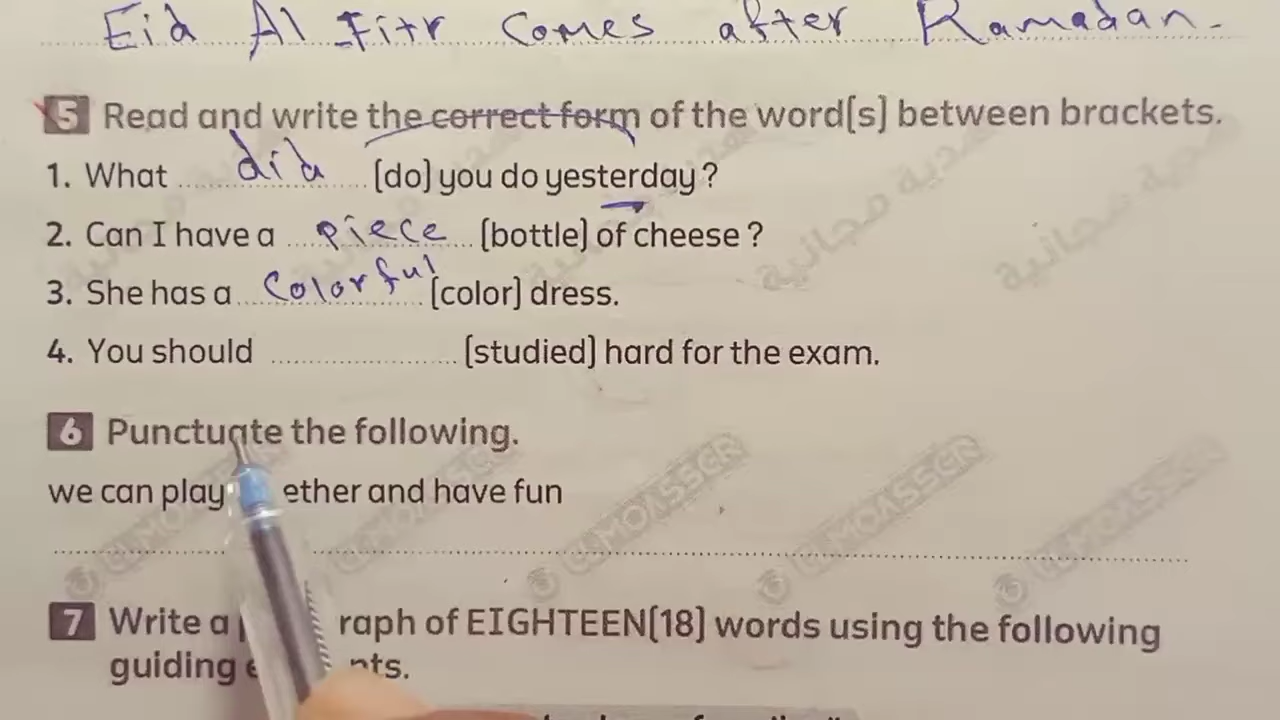 Eid Al Fitr Comes after Ramadan.
5 Read and write the correct form of the word(s) between brackets.
1. What did [do] you do yesterday?
2. Can I have a piece [bottle] of cheese?
3. She has a Colorful [color] dress.
4. You should .................... [studied] hard for the exam.
6 Punctuate the following.
we can play ether and have fun
7 Write a raph of EIGHTEEN[18] words using the following
guiding nts.